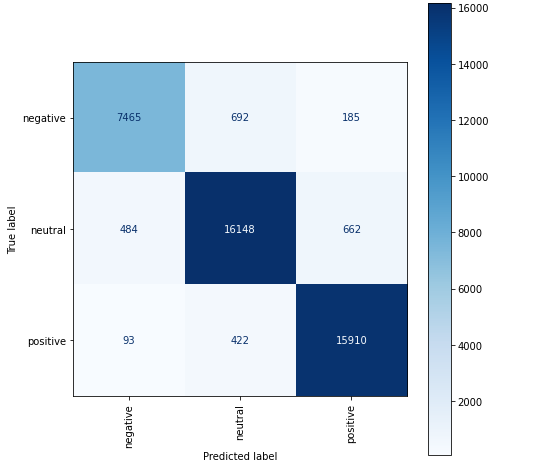 16000
14000
12000
10000
8000
6000
4000
2000
True label
negative 7465 692 185
neutral 484 16148 662
positive 93 422 15910
negative neutral positive
Predicted label